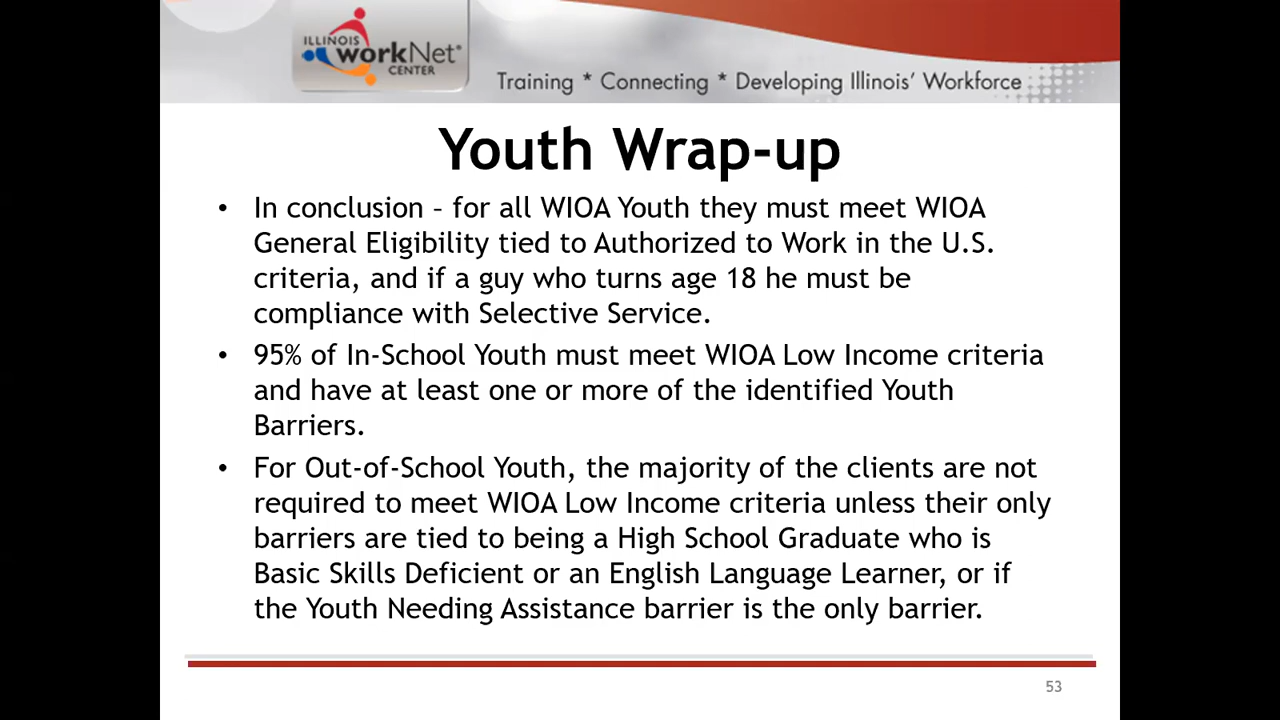 ILLINOIS
workNet®
CENTER
Training * Connecting * Developing Illinois’ Workforce
Youth Wrap-up
• In conclusion – for all WIOA Youth they must meet WIOA
General Eligibility tied to Authorized to Work in the U.S.
criteria, and if a guy who turns age 18 he must be
compliance with Selective Service.
• 95% of In-School Youth must meet WIOA Low Income criteria
and have at least one or more of the identified Youth
Barriers.
• For Out-of-School Youth, the majority of the clients are not
required to meet WIOA Low Income criteria unless their only
barriers are tied to being a High School Graduate who is
Basic Skills Deficient or an English Language Learner, or if
the Youth Needing Assistance barrier is the only barrier.
53